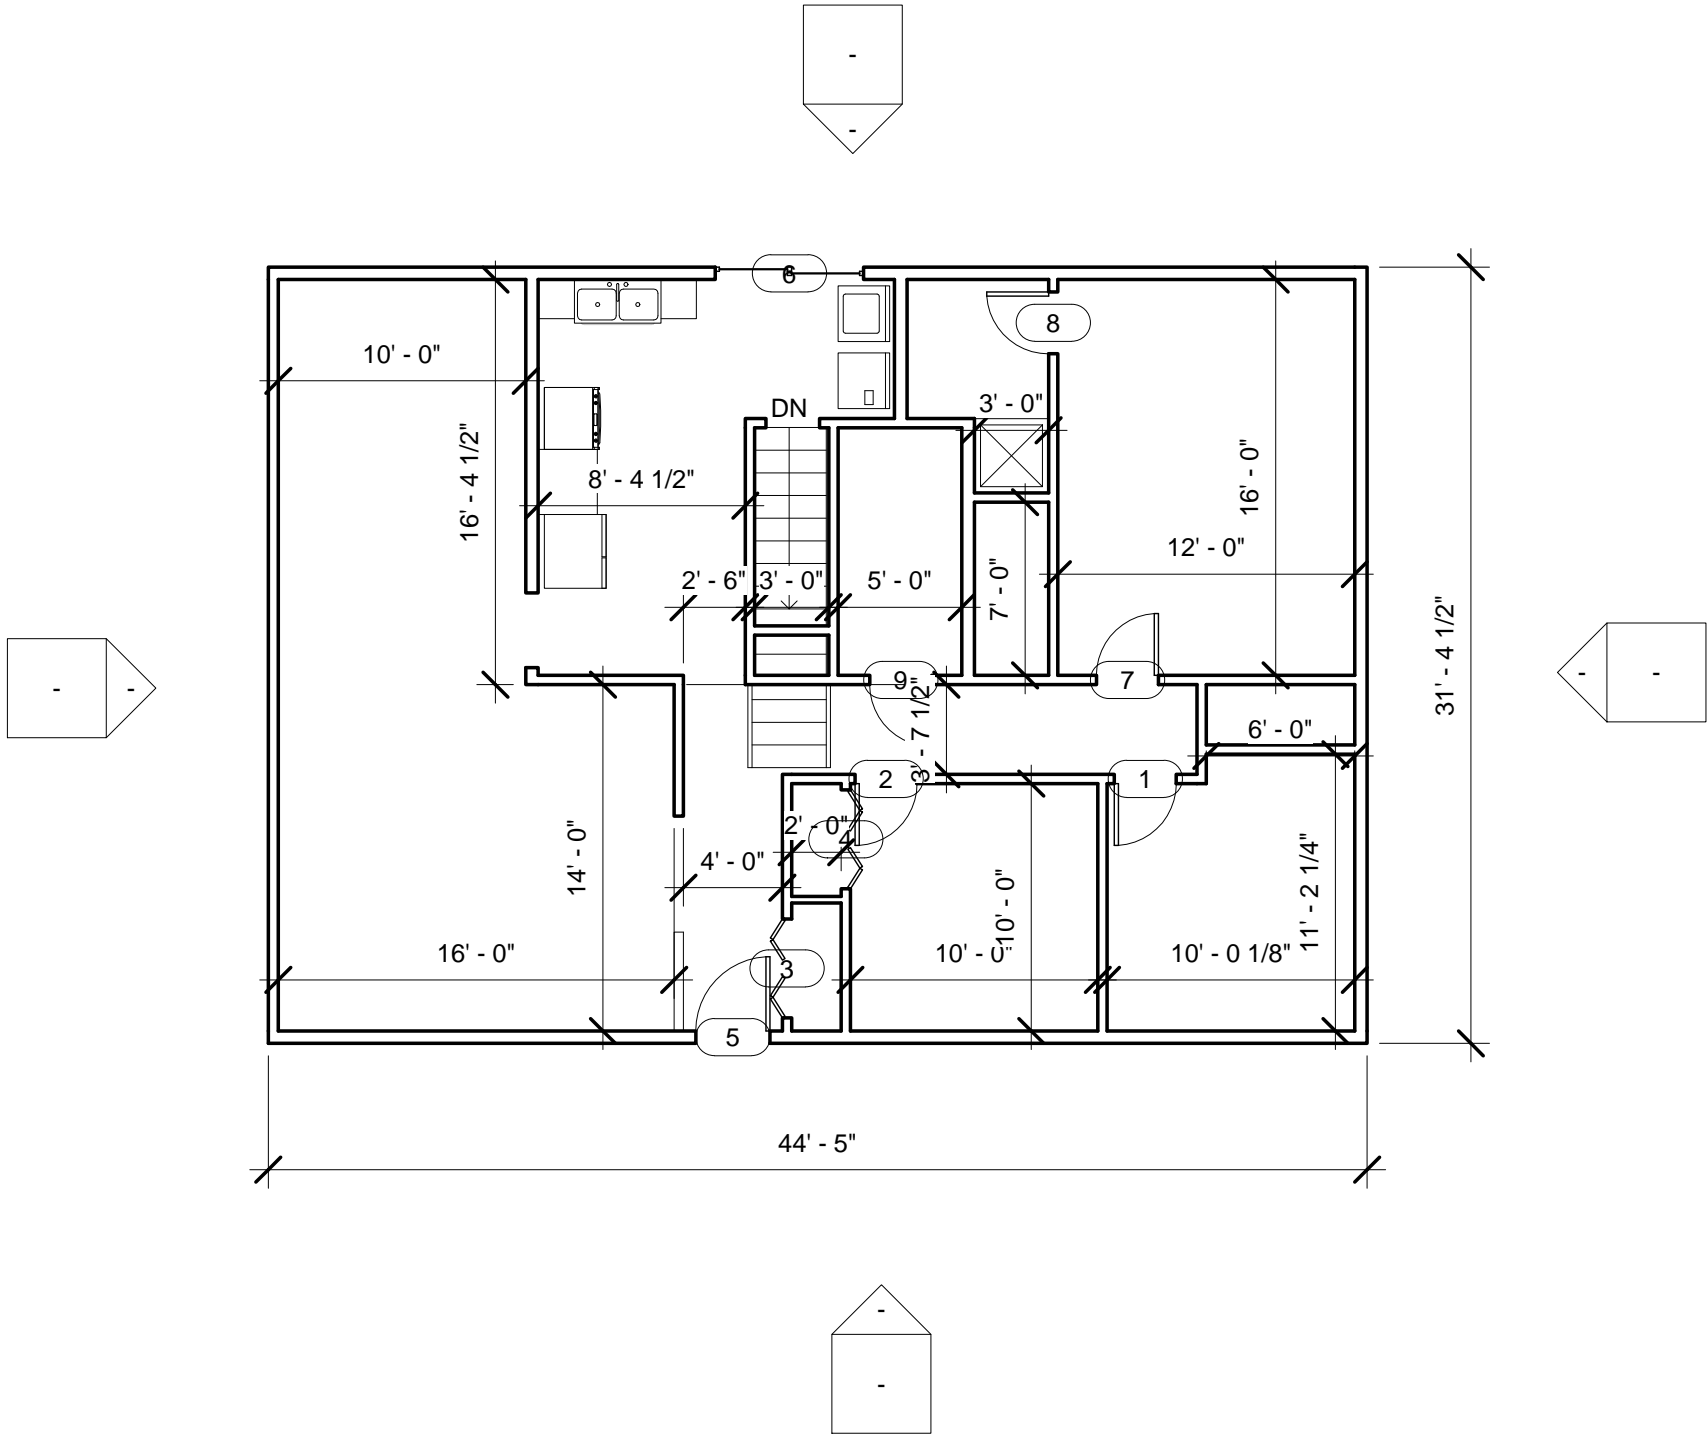 -
-
6
8
10' - 0"
3' - 0"
DN
16' - 4 1/2"
8' - 4 1/2"
16' - 0"
12' - 0"
2' - 6"
3' - 0"
5' - 0"
7' - 0"
31' - 4 1/2"
-
-
-
-
9
7
3' - 7 1/2"
6' - 0"
2
1
2' - 0"
4
14' - 0"
4' - 0"
10' - 0"
11' - 2 1/4"
16' - 0"
3
10' - 0"
10' - 0 1/8"
5
44' - 5"
-
-